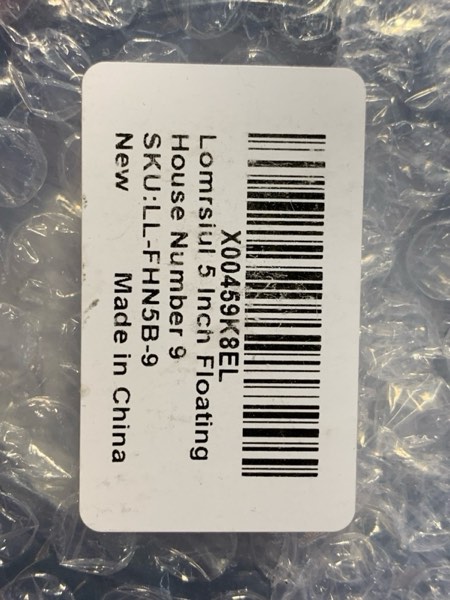 X00459K8EL
Lomrsiul 5 Inch Floating
House Number 9
SKU:LL-FHN5B-9
New Made in China